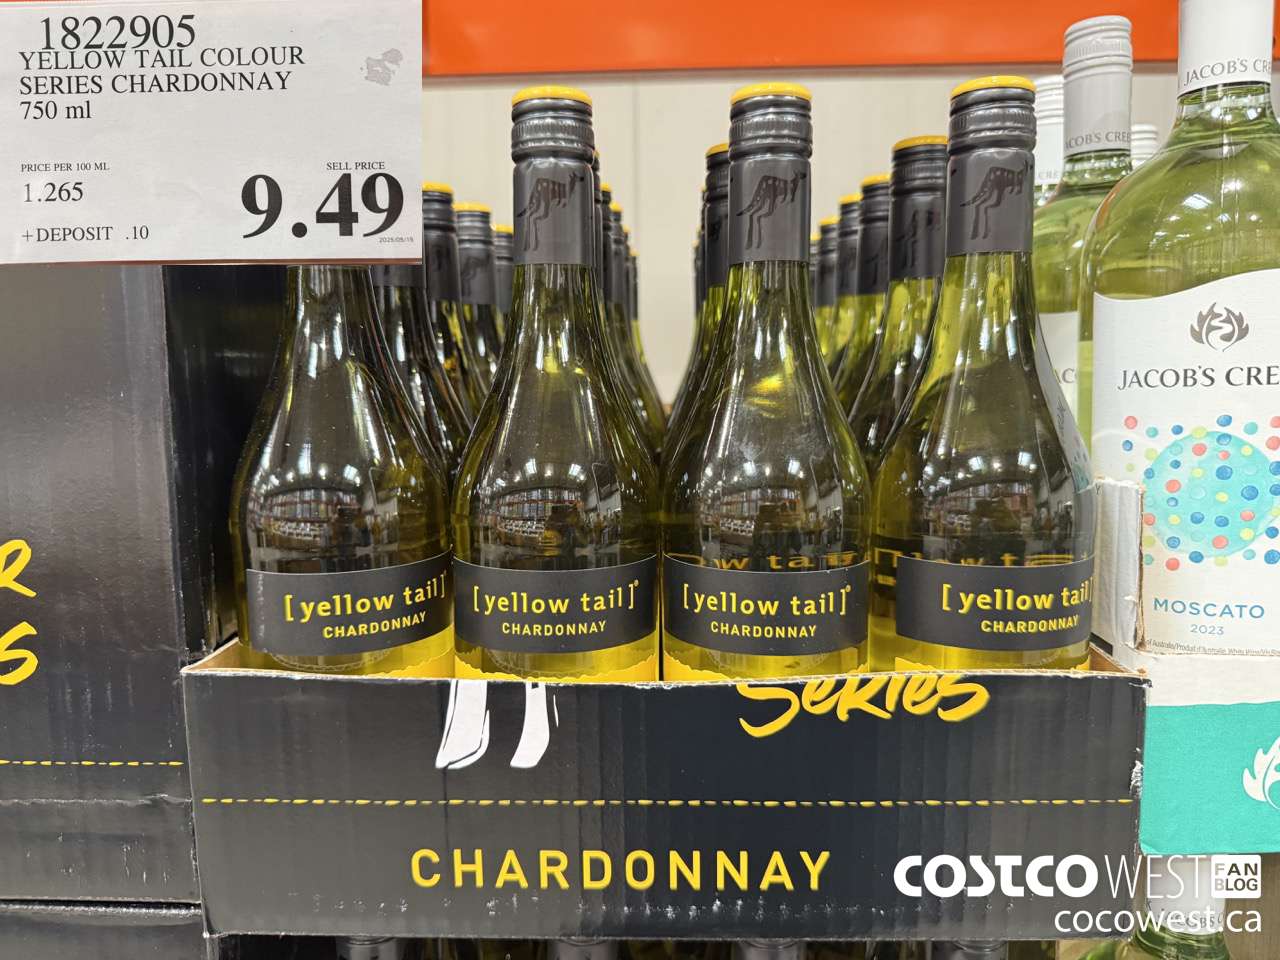 1822905
YELLOW TAIL COLOUR
SERIES CHARDONNAY
750 ml
PRICE PER 100 ML
1.265
SELL PRICE
9.49
+DEPOSIT .10
JACOB'S CRE
JACOB'S CRE
MOSCATO
2023
[yellow tail]®
CHARDONNAY
[yellow tail]®
CHARDONNAY
[yellow tail]®
CHARDONNAY
[yellow tail]
CHARDONNAY
SERIES
CHARDONNAY
COSTCO WEST FAN BLOG
cocowest.ca